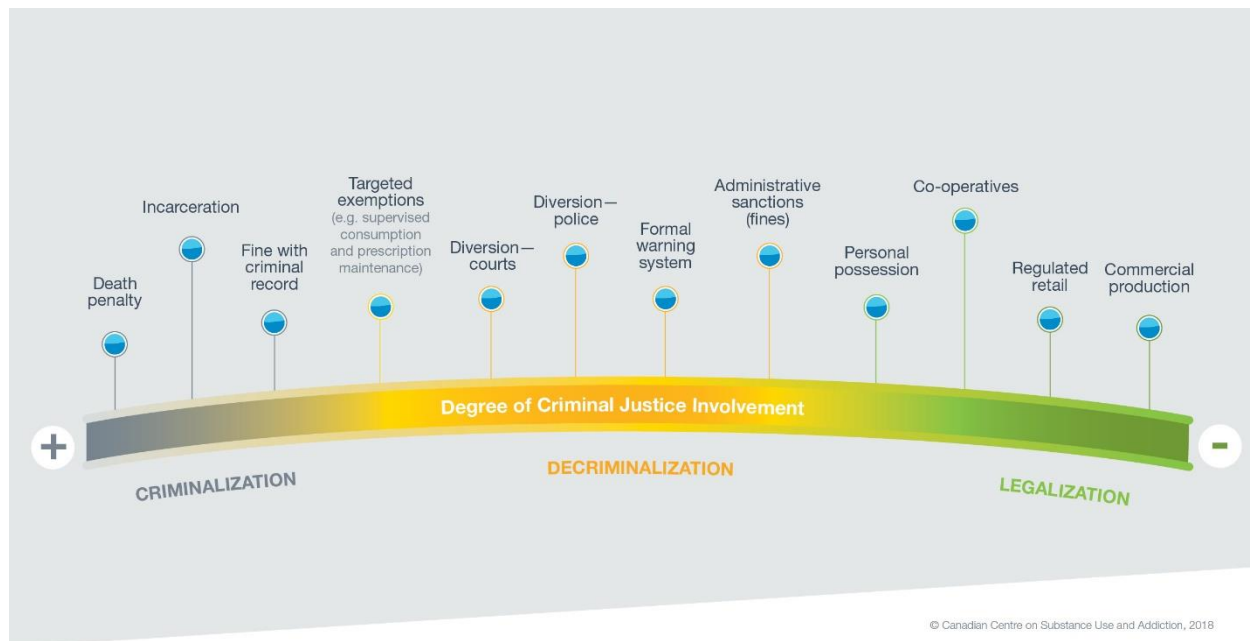 Death
penalty
Incarceration
Fine with
criminal
record
Targeted
exemptions
(e.g. supervised
consumption
and prescription
maintenance)
Diversion—
courts
Diversion—
police
Formal
warning
system
Administrative
sanctions
(fines)
Personal
possession
Co-operatives
Regulated
retail
Commercial
production
+
Degree of Criminal Justice Involvement
-
CRIMINALIZATION
DECRIMINALIZATION
LEGALIZATION
© Canadian Centre on Substance Use and Addiction, 2018